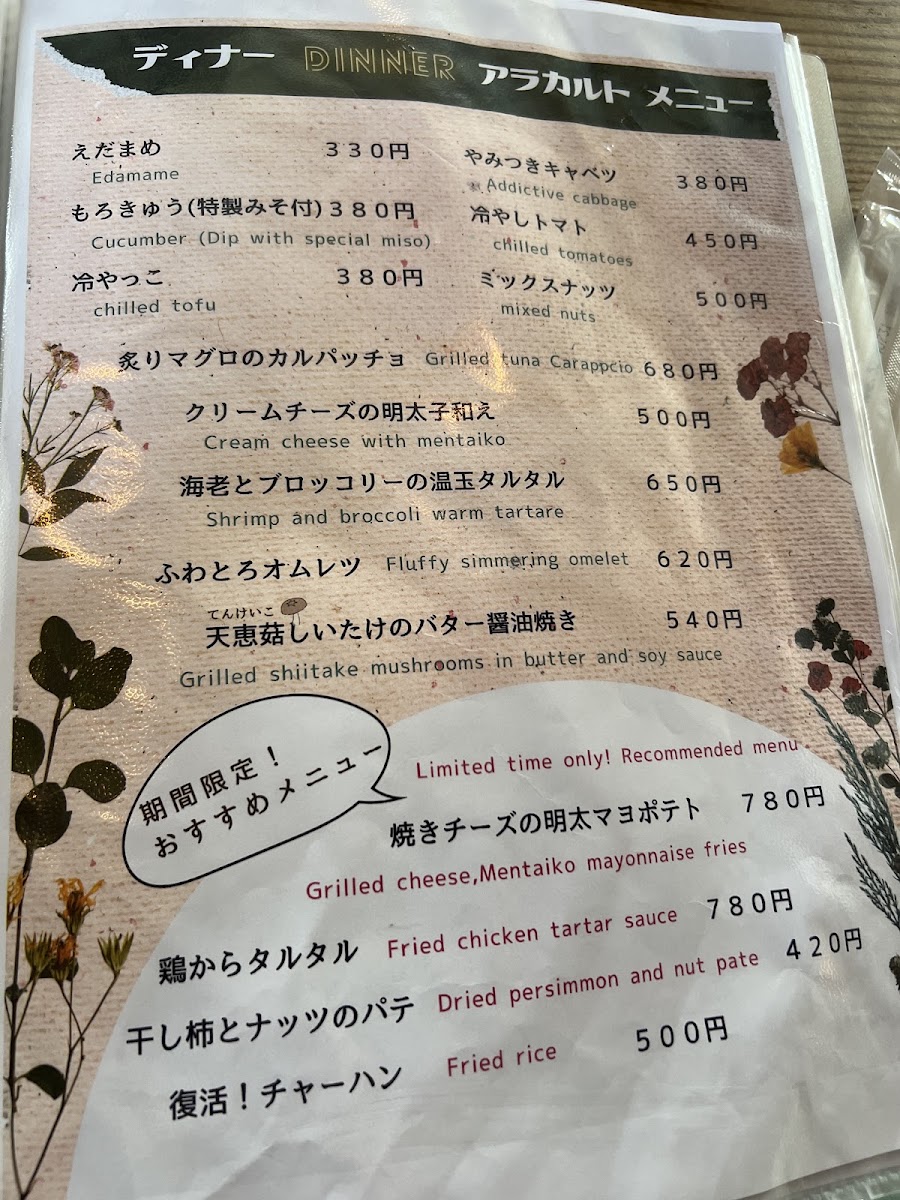 ディナー DINNER アラカルト メニュー
えだまめ ３３０円
Edamame
もろきゅう(特製みそ付)３８０円
Cucumber (Dip with special miso)
冷やっこ ３８０円
chilled tofu
やみつきキャベツ ３８０円
Addictive cabbage
冷やしトマト ４５０円
chilled tomatoes
ミックスナッツ ５００円
mixed nuts
炙りマグロのカルパッチョ Grilled tuna Carappcio ６８０円
クリームチーズの明太子和え ５００円
Cream cheese with mentaiko
海老とブロッコリーの温玉タルタル ６５０円
Shrimp and broccoli warm tartare
ふわとろオムレツ Fluffy simmering omelet ６２０円
てんけいこ
天恵菇しいたけのバター醤油焼き ５４０円
Grilled shiitake mushrooms in butter and soy sauce
期間限定！
おすすめメニュー
Limited time only! Recommended menu
焼きチーズの明太マヨポテト ７８０円
Grilled cheese,Mentaiko mayonnaise fries
鶏からタルタル Fried chicken tartar sauce ７８０円
干し柿とナッツのパテ Dried persimmon and nut pate ４２０円
復活！チャーハン Fried rice ５００円